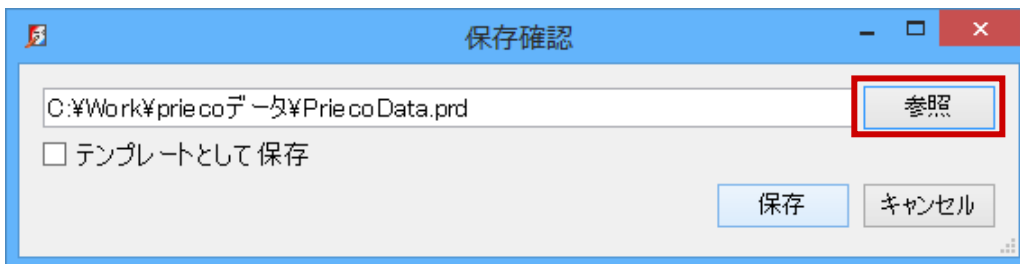 保存確認
C:¥Work¥priecoデータ¥PriecoData.prd
参照
テンプレートとして保存
保存
キャンセル